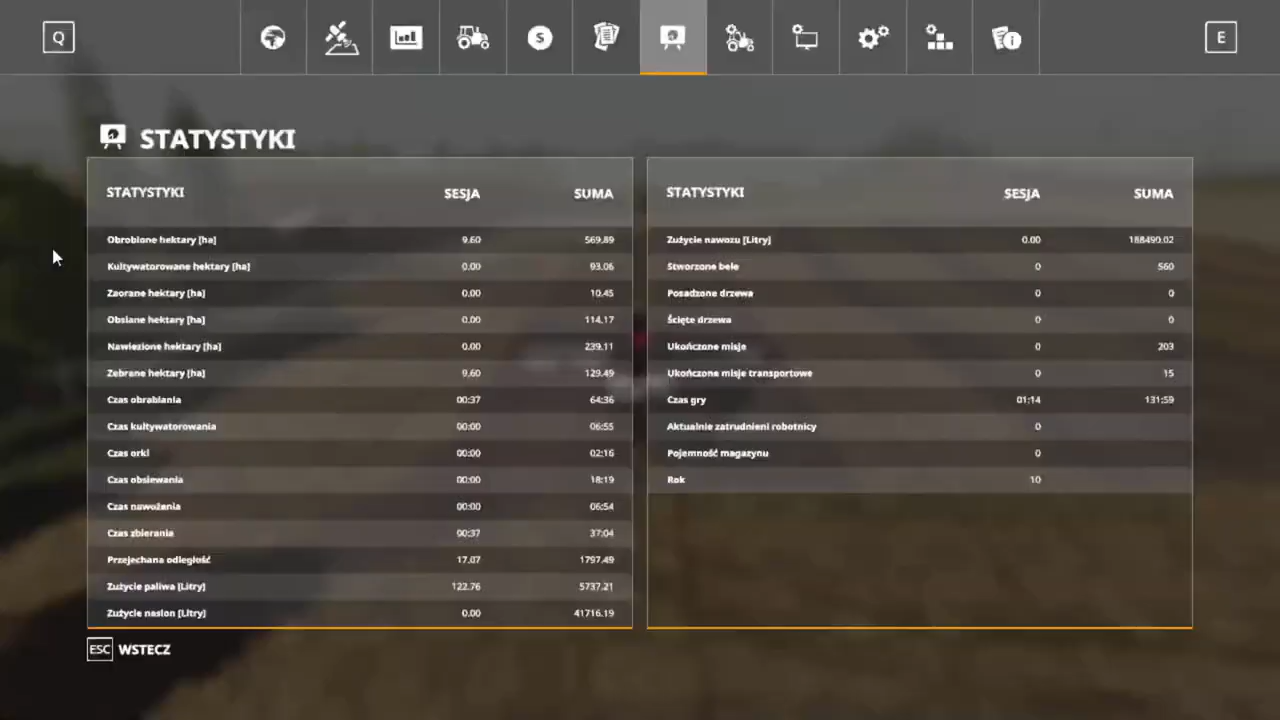 Q
E
STATYSTYKI
STATYSTYKI SESJA SUMA
Obrobione hektary [ha] 9.60 569.89
Kultywatorowane hektary [ha] 0.00 93.06
Zaorane hektary [ha] 0.00 10.45
Obsiane hektary [ha] 0.00 114.17
Nawiezione hektary [ha] 0.00 239.11
Zebrane hektary [ha] 9.60 129.49
Czas obrabiania 00:37 64:36
Czas kultywatorowania 00:00 06:55
Czas orki 00:00 02:16
Czas obsiewania 00:00 18:19
Czas nawożenia 00:00 06:54
Czas zbierania 00:37 37:04
Przejechana odległość 17.07 1797.49
Zużycie paliwa [Litry] 122.76 5737.21
Zużycie nasion [Litry] 0.00 41716.19
STATYSTYKI SESJA SUMA
Zużycie nawozu [Litry] 0.00 188490.02
Stworzone bele 0 560
Posadzone drzewa 0 0
Ścięte drzewa 0 0
Ukończone misje 0 203
Ukończone misje transportowe 0 15
Czas gry 01:14 131:59
Aktualnie zatrudnieni robotnicy 0
Pojemność magazynu 0
Rok 10
ESC WSTECZ